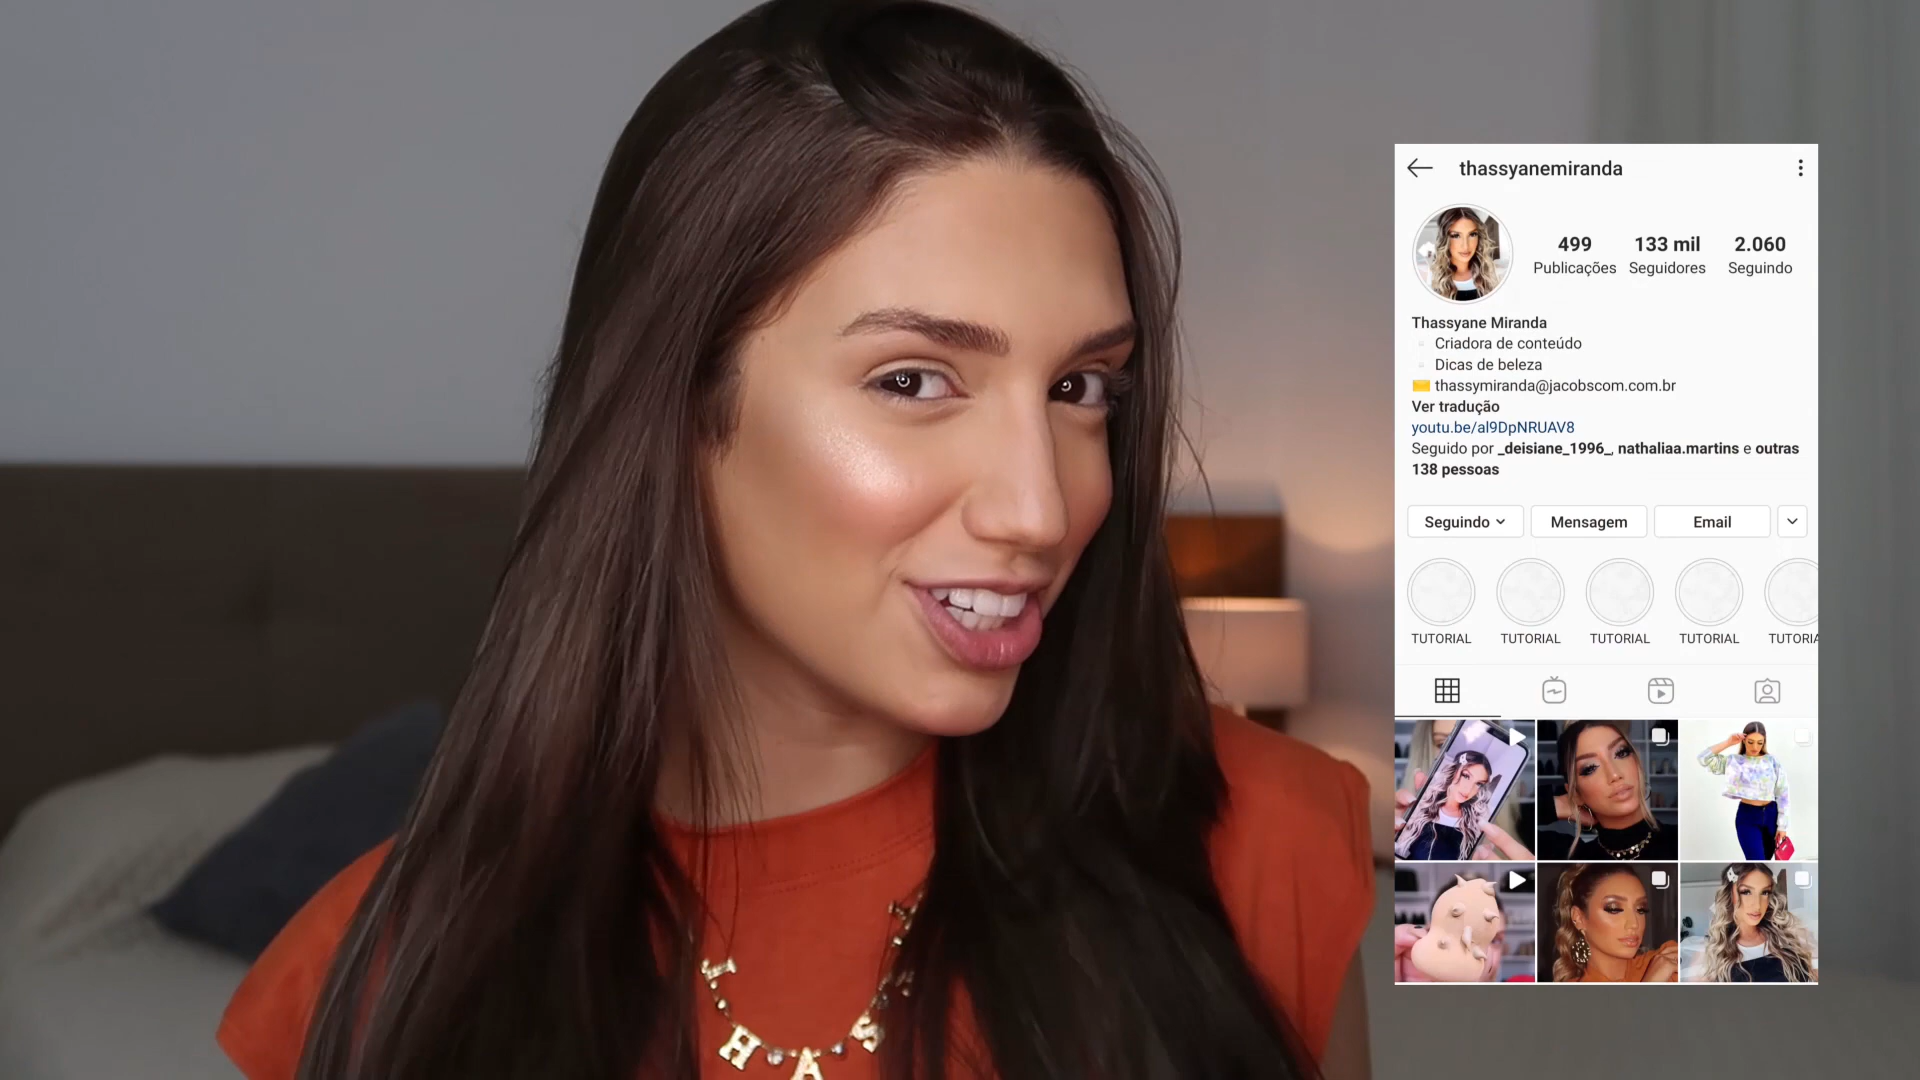 thassyanemiranda
499 133 mil 2.060
Publicações Seguidores Seguindo
Thassyane Miranda
Criadora de conteúdo
Dicas de beleza
thassymiranda@jacobscom.com.br
Ver tradução
youtu.be/al9DpNRUAV8
Seguido por _deisiane_1996_, nathaliaa.martins e outras
138 pessoas
Seguindo Mensagem Email
TUTORIAL TUTORIAL TUTORIAL TUTORIAL TUTORIA
T H A S